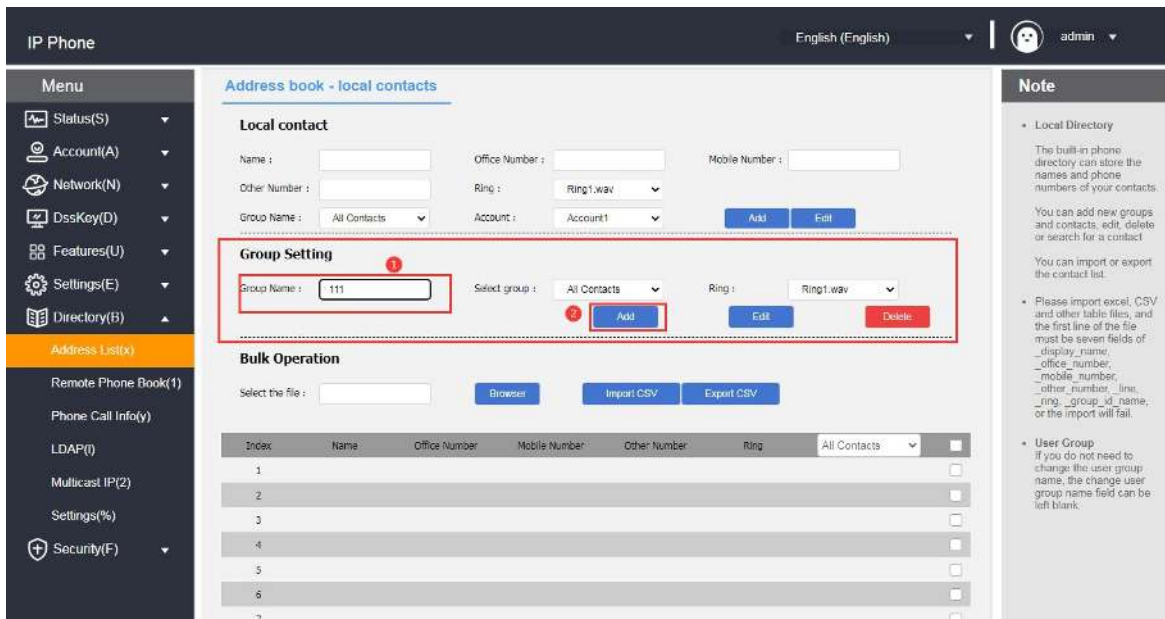 IP Phone
English (English)
admin
Menu
Status(S)
Account(A)
Network(N)
DssKey(D)
Features(U)
Settings(E)
Directory(B)
Address List(x)
Remote Phone Book(1)
Phone Call Info(y)
LDAP(l)
Multicast IP(2)
Settings(%)
Security(F)
Address book - local contacts
Local contact
Name :
Office Number :
Mobile Number :
Other Number :
Ring :
Ring1.wav
Group Name :
All Contacts
Account :
Account1
Add
Edit
Group Setting
1
Group Name :
111
Select group :
All Contacts
Ring :
Ring1.wav
2
Add
Edit
Delete
Bulk Operation
Select the file :
Browser
Import CSV
Export CSV
Index Name Office Number Mobile Number Other Number Ring All Contacts
1
2
3
4
5
6
7
Note
• Local Directory
The built-in phone
directory can store the
names and phone
numbers of your contacts.
You can add new groups
and contacts, edit, delete
or search for a contact
You can import or export
the contact list.
• Please import excel, CSV
and other table files, and
the first line of the file
must be seven fields of
_display_name,
_office_number,
_mobile_number,
_other_number, _line,
_ring, _group_id_name,
or the import will fail.
• User Group
If you do not need to
change the user group
name, the change user
group name field can be
left blank.